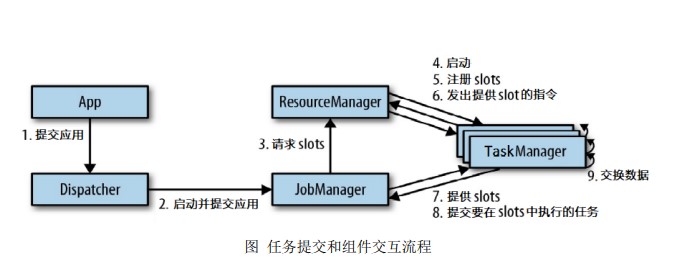 4. 启动
5. 注册 slots
6. 发出提供 slot 的指令
App
ResourceManager
1. 提交应用
3. 请求 slots
TaskManager
9. 交换数据
Dispatcher
2. 启动并提交应用
JobManager
7. 提供 slots
8. 提交要在 slots 中执行的任务
图 任务提交和组件交互流程